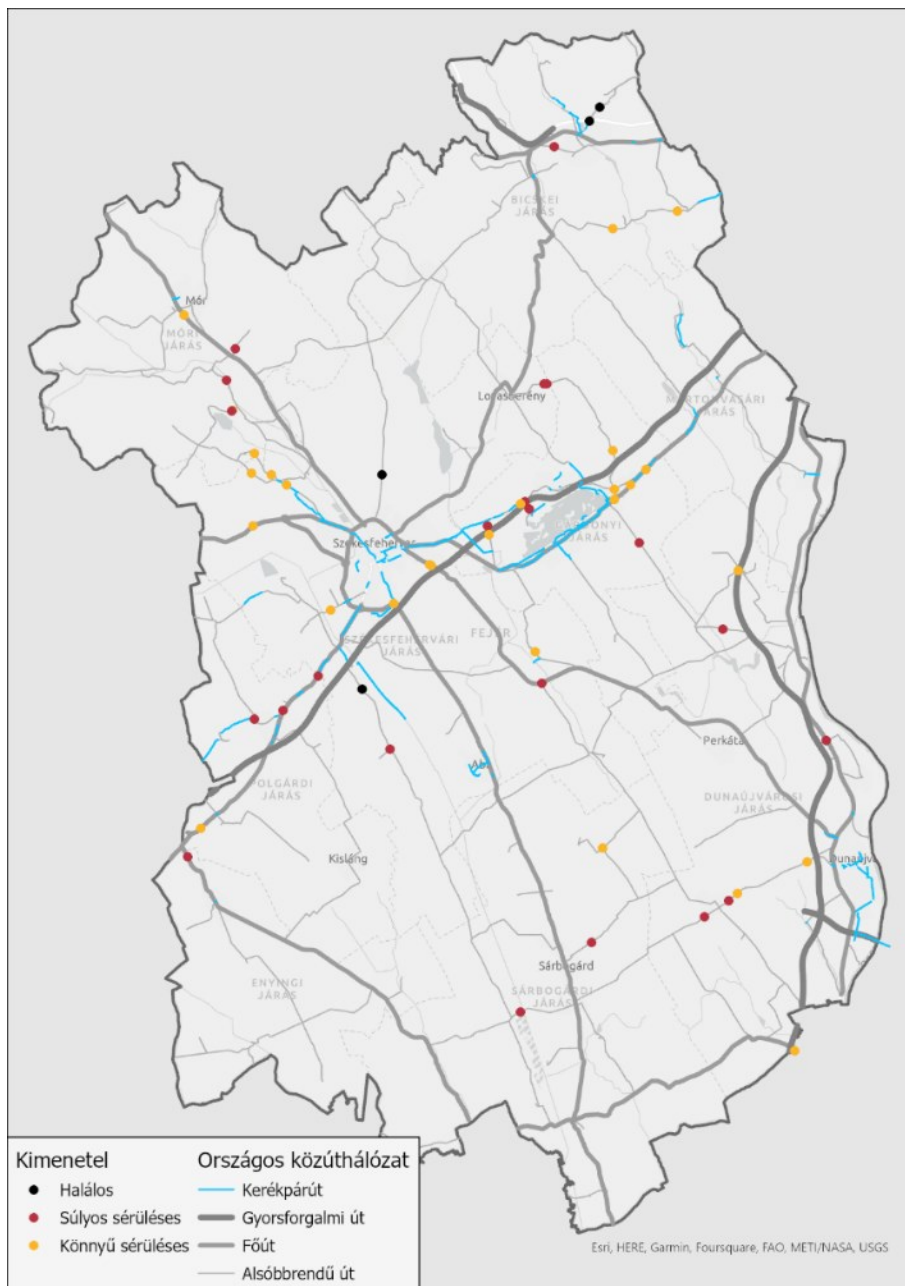 BICSKEI
JÁRÁS
Mór
MÓRI
JÁRÁS
Lovasberény
MARTONVÁSÁRI
JÁRÁS
Székesfehérvár
GÁRDONYI
JÁRÁS
SZÉKESFEHÉRVÁRI
JÁRÁS
FEJÉR
Perkáta
Aba
POLGÁRDI
JÁRÁS
DUNAÚJVÁROSI
JÁRÁS
Kisláng
Dunaújvá
Sárbogárd
ENYINGI
JÁRÁS
SÁRBOGÁRDI
JÁRÁS
Kimenetel
Halálos
Súlyos sérüléses
Könnyű sérüléses
Országos közúthálózat
Kerékpárút
Gyorsforgalmi út
Főút
Alsóbbrendű út
Esri, HERE, Garmin, Foursquare, FAO, METI/NASA, USGS